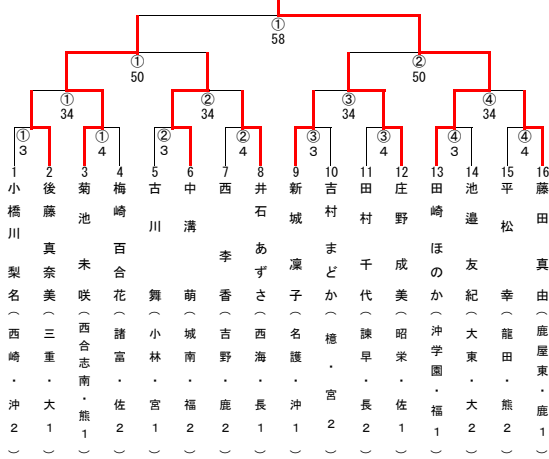 ①
58
①
50
②
50
①
34
②
34
③
34
④
34
①
3
①
4
②
3
②
4
③
3
③
4
④
3
④
4
1 小橋川 梨名(西崎・沖2)
2 後藤 真奈美(三重・大1)
3 菊池 未咲(西合志南・熊1)
4 梅崎 百合花(諸富・佐2)
5 古川 舞(小林・宮1)
6 中溝 萌(城南・福2)
7 西 李香(吉野・鹿2)
8 井石 あずさ(西海・長1)
9 新城 凜子(名護・沖1)
10 吉村 まどか(檍・宮2)
11 田村 千代(諫早・長2)
12 庄野 成美(昭栄・佐1)
13 田崎 ほのか(沖学園・福1)
14 池邉 友紀(大東・大2)
15 平松 幸(龍田・熊2)
16 藤田 真由(鹿屋東・鹿1)